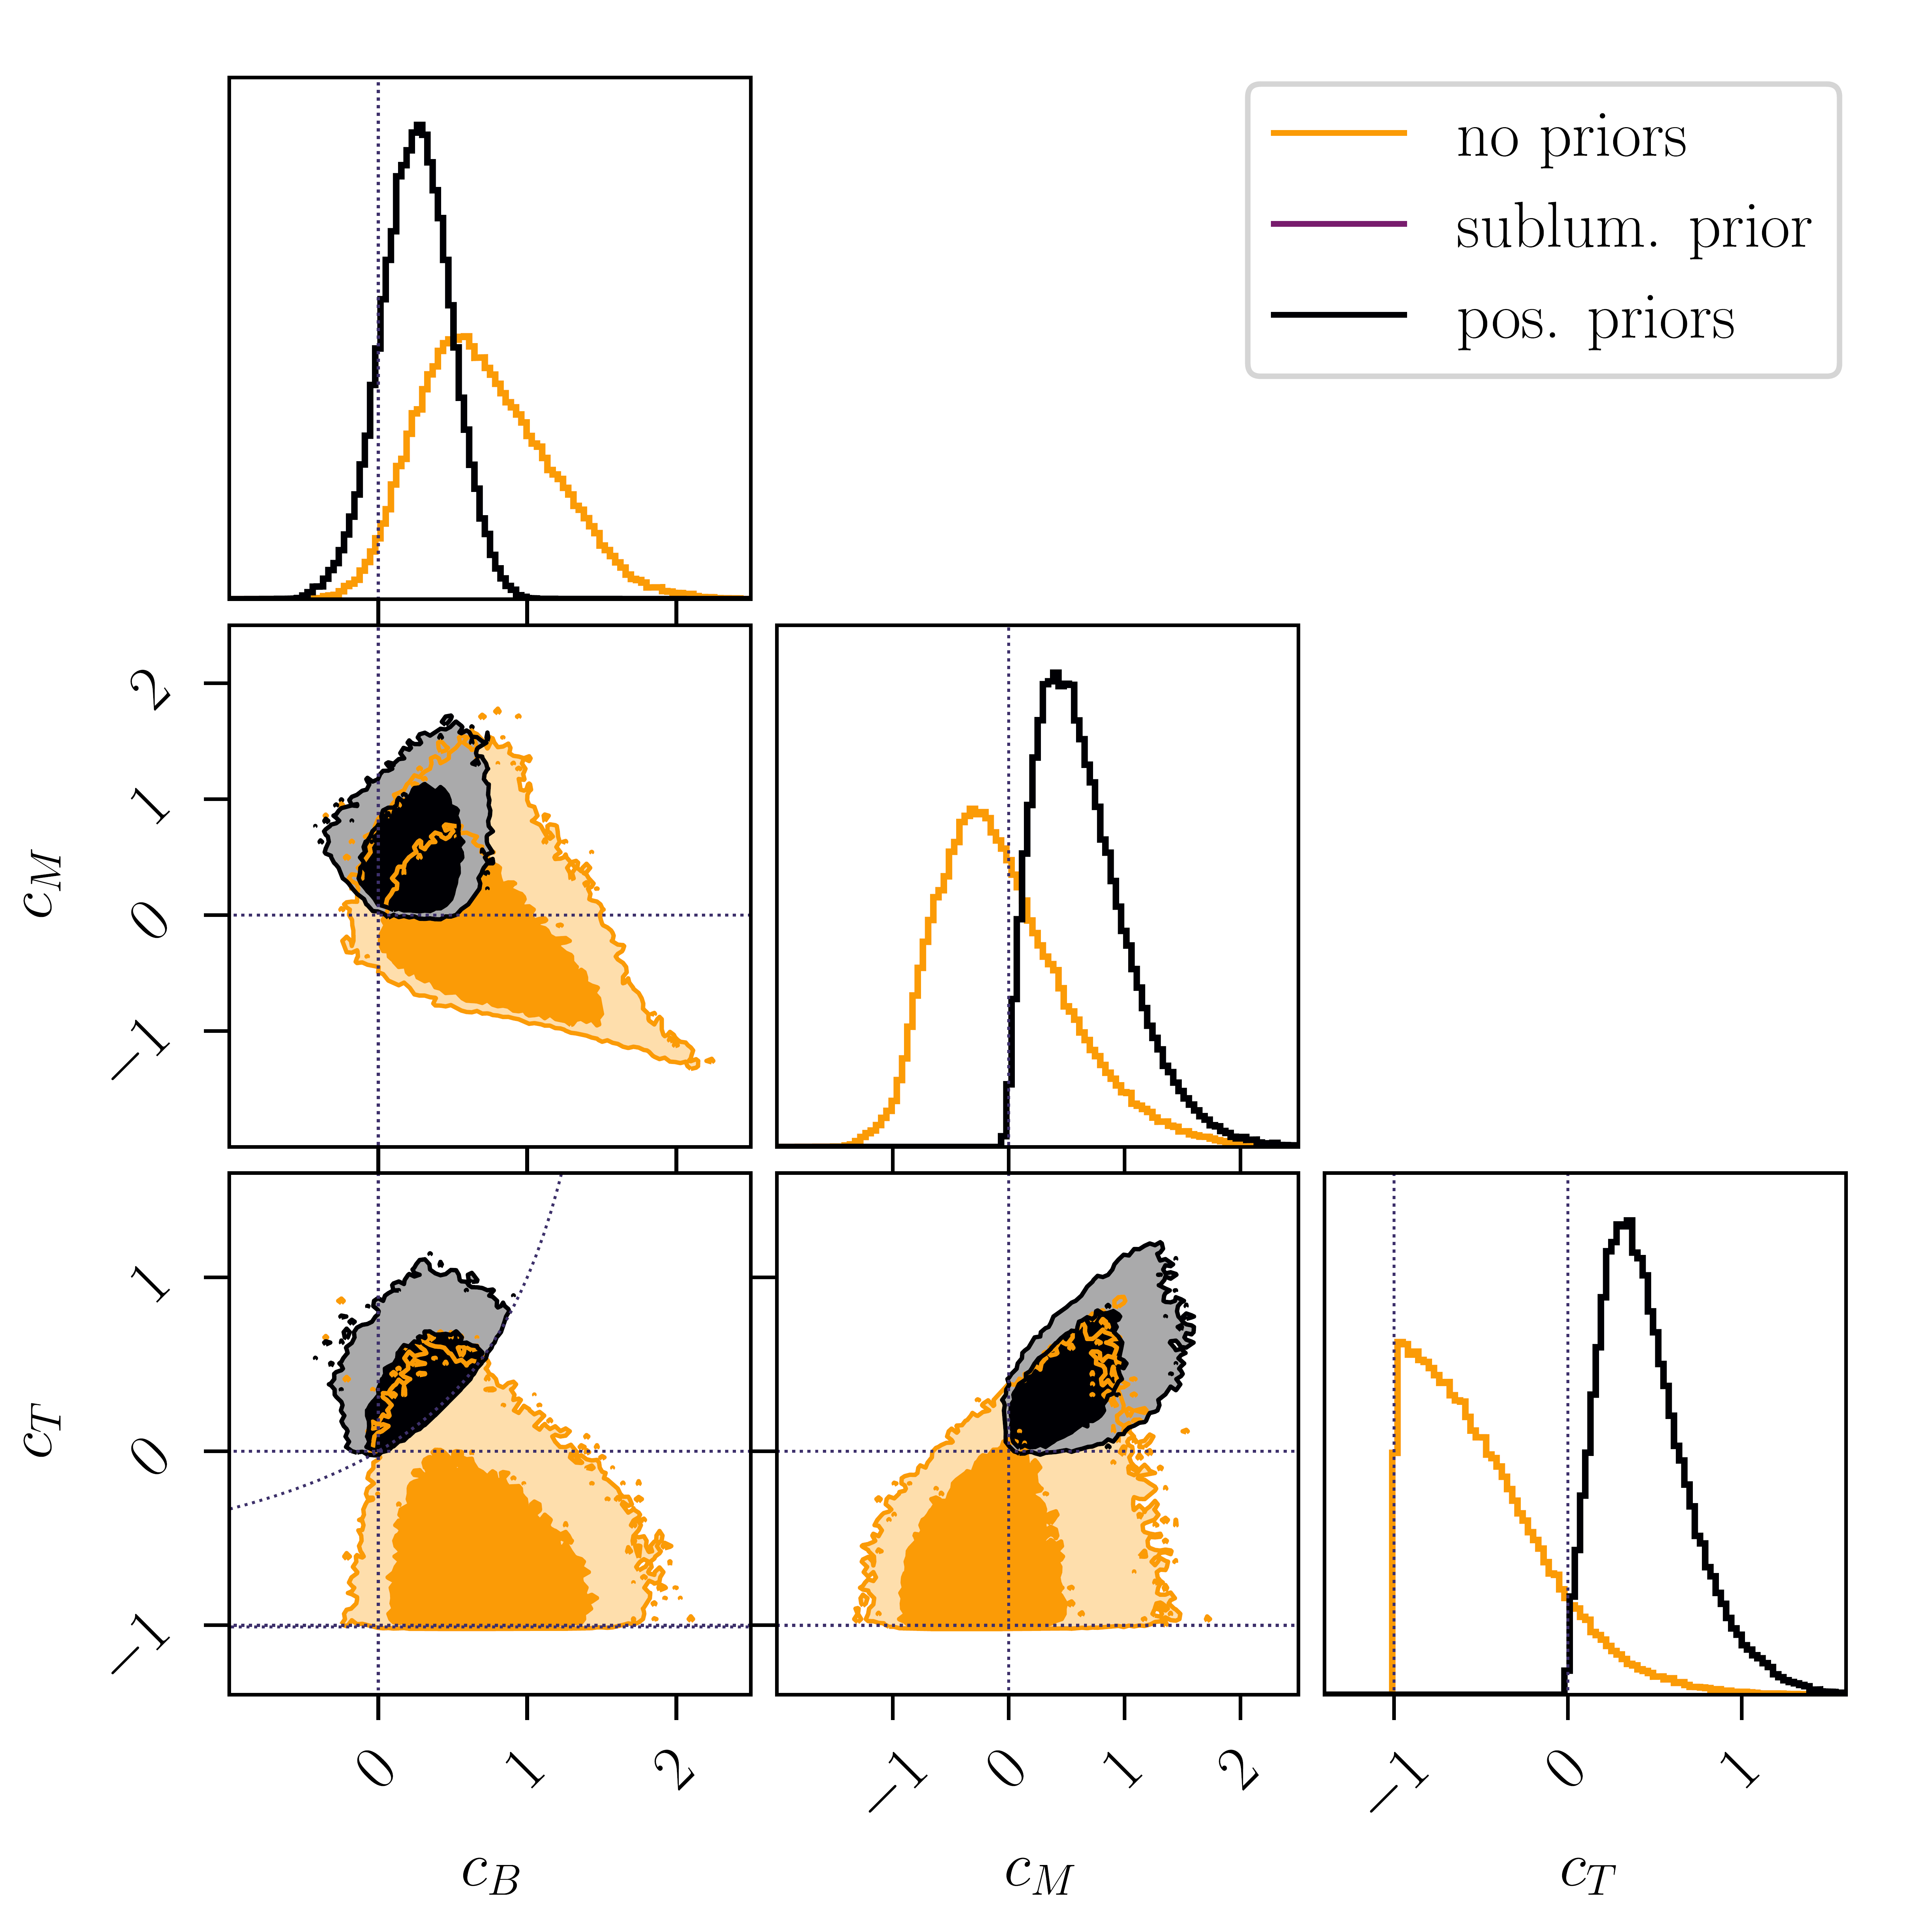 no priors
sublum. prior
pos. priors
2
1
0
−1
c_M
1
0
−1
c_T
0 1 2
−1 0 1 2
−1 0 1
c_B
c_M
c_T